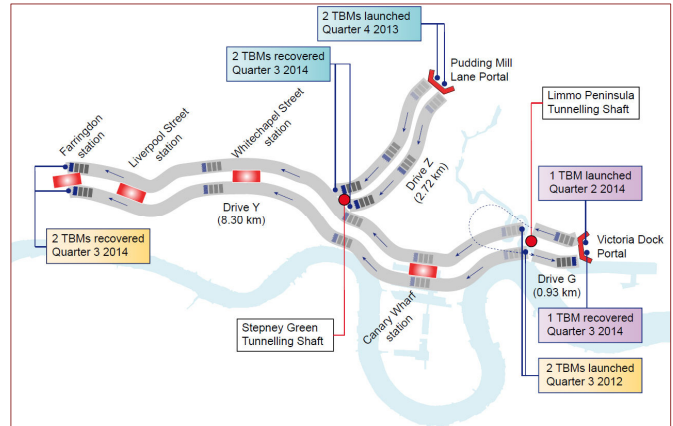 2 TBMs launched
Quarter 4 2013
2 TBMs recovered
Quarter 3 2014
Pudding Mill
Lane Portal
Limmo Peninsula
Tunnelling Shaft
Farringdon
station
Liverpool Street
station
Whitechapel Street
station
Drive Z
(2.72 km)
1 TBM launched
Quarter 2 2014
Drive Y
(8.30 km)
2 TBMs recovered
Quarter 3 2014
Victoria Dock
Portal
Drive G
(0.93 km)
Stepney Green
Tunnelling Shaft
Canary Wharf
station
1 TBM recovered
Quarter 3 2014
2 TBMs launched
Quarter 3 2012